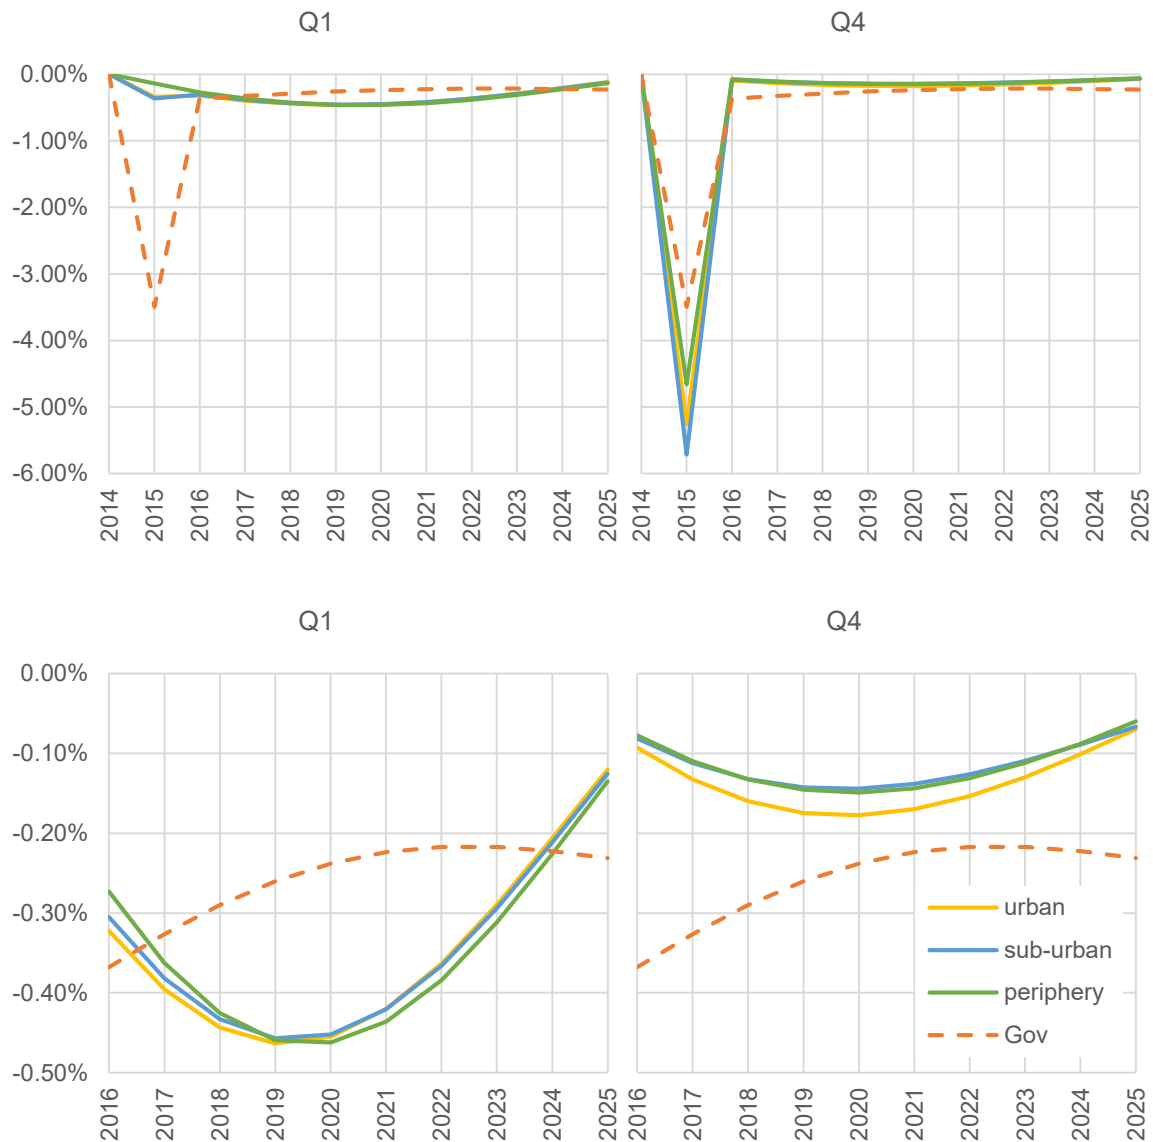 Q1
Q4
0.00%
-1.00%
-2.00%
-3.00%
-4.00%
-5.00%
-6.00%
2014 2015 2016 2017 2018 2019 2020 2021 2022 2023 2024 2025
2014 2015 2016 2017 2018 2019 2020 2021 2022 2023 2024 2025
Q1
Q4
0.00%
-0.10%
-0.20%
-0.30%
-0.40%
-0.50%
urban
sub-urban
periphery
Gov
2016 2017 2018 2019 2020 2021 2022 2023 2024 2025
2016 2017 2018 2019 2020 2021 2022 2023 2024 2025